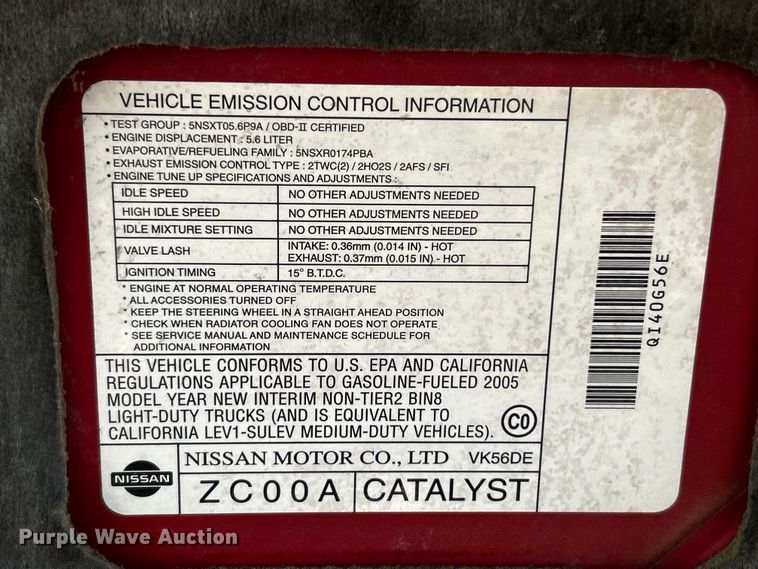 VEHICLE EMISSION CONTROL INFORMATION
• TEST GROUP : 5NSXT05.6P9A / OBD-II CERTIFIED
• ENGINE DISPLACEMENT : 5.6 LITER
• EVAPORATIVE/REFUELING FAMILY : 5NSXR0174PBA
• EXHAUST EMISSION CONTROL TYPE : 2TWC(2) / 2HO2S / 2AFS / SFI
• ENGINE TUNE UP SPECIFICATIONS AND ADJUSTMENTS :
IDLE SPEED NO OTHER ADJUSTMENTS NEEDED
HIGH IDLE SPEED NO OTHER ADJUSTMENTS NEEDED
IDLE MIXTURE SETTING NO OTHER ADJUSTMENTS NEEDED
VALVE LASH INTAKE: 0.36mm (0.014 IN) - HOT
EXHAUST: 0.37mm (0.015 IN) - HOT
IGNITION TIMING 15° B.T.D.C.
* ENGINE AT NORMAL OPERATING TEMPERATURE
* ALL ACCESSORIES TURNED OFF
* KEEP THE STEERING WHEEL IN A STRAIGHT AHEAD POSITION
* CHECK WHEN RADIATOR COOLING FAN DOES NOT OPERATE
* SEE SERVICE MANUAL AND MAINTENANCE SCHEDULE FOR
ADDITIONAL INFORMATION
THIS VEHICLE CONFORMS TO U.S. EPA AND CALIFORNIA
REGULATIONS APPLICABLE TO GASOLINE-FUELED 2005
MODEL YEAR NEW INTERIM NON-TIER2 BIN8
LIGHT-DUTY TRUCKS (AND IS EQUIVALENT TO
CALIFORNIA LEV1-SULEV MEDIUM-DUTY VEHICLES).
C0
NISSAN
NISSAN MOTOR CO., LTD VK56DE
ZC00A CATALYST
QI40G56E
Purple Wave Auction